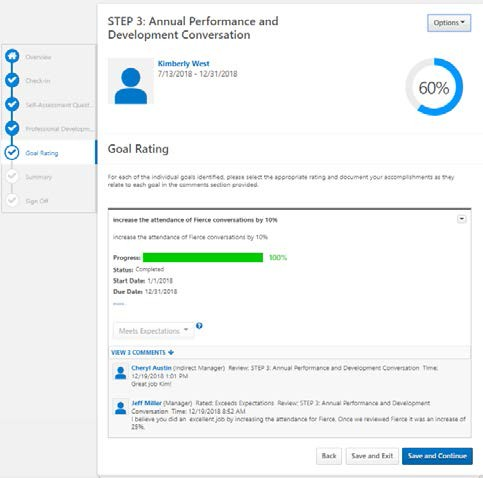 STEP 3: Annual Performance and
Development Conversation
Options
Kimberly West
7/13/2018 - 12/31/2018
60%
Overview
Check-in
Self-Assessment Quest...
Professional Developm...
Goal Rating
Summary
Sign Off
Goal Rating
For each of the individual goals identified, please select the appropriate rating and document your accomplishments as they
relate to each goal in the comments section provided.
increase the attendance of Fierce conversations by 10%
increase the attendance of Fierce conversations by 10%
Progress: 100%
Status: Completed
Start Date: 1/1/2018
Due Date: 12/31/2018
Meets Expectations
?
VIEW 3 COMMENTS
Cheryl Austin (Indirect Manager) Review: STEP 3: Annual Performance and Development Conversation Time:
12/19/2018 1:01 PM
Great job Kim!
Jeff Miller (Manager) Rated: Exceeds Expectations Review: STEP 3: Annual Performance and Development
Conversation Time: 12/19/2018 8:52 AM
I believe you did an excellent job by increasing the attendance for Fierce. Once we reviewed Fierce it was an increase of
25%.
Back
Save and Exit
Save and Continue